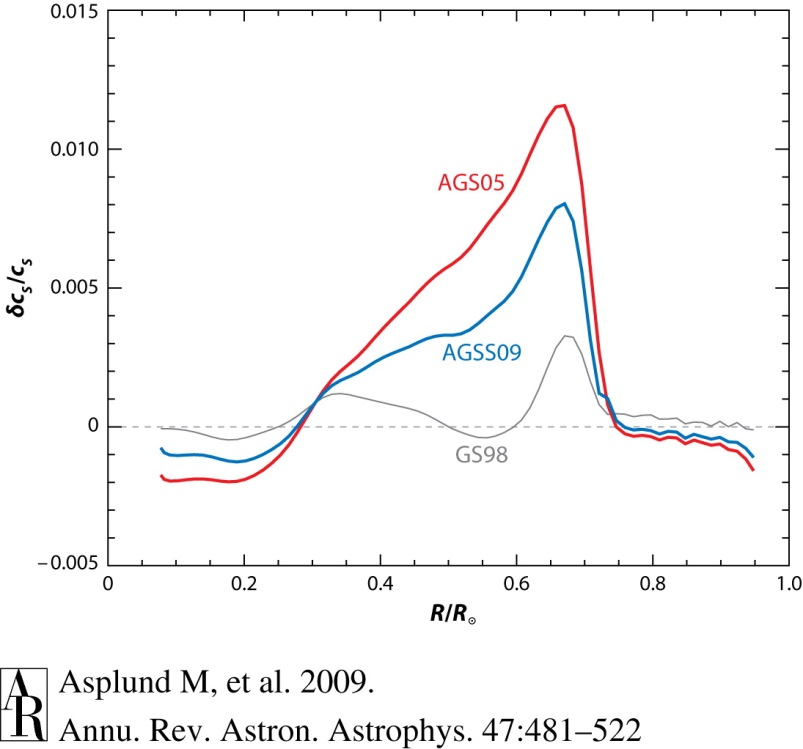 0.015
0.010
0.005
0
−0.005
δcs/cs
AGS05
AGSS09
GS98
0 0.2 0.4 0.6 0.8 1.0
R/R☉
AR
Asplund M, et al. 2009.
Annu. Rev. Astron. Astrophys. 47:481–522